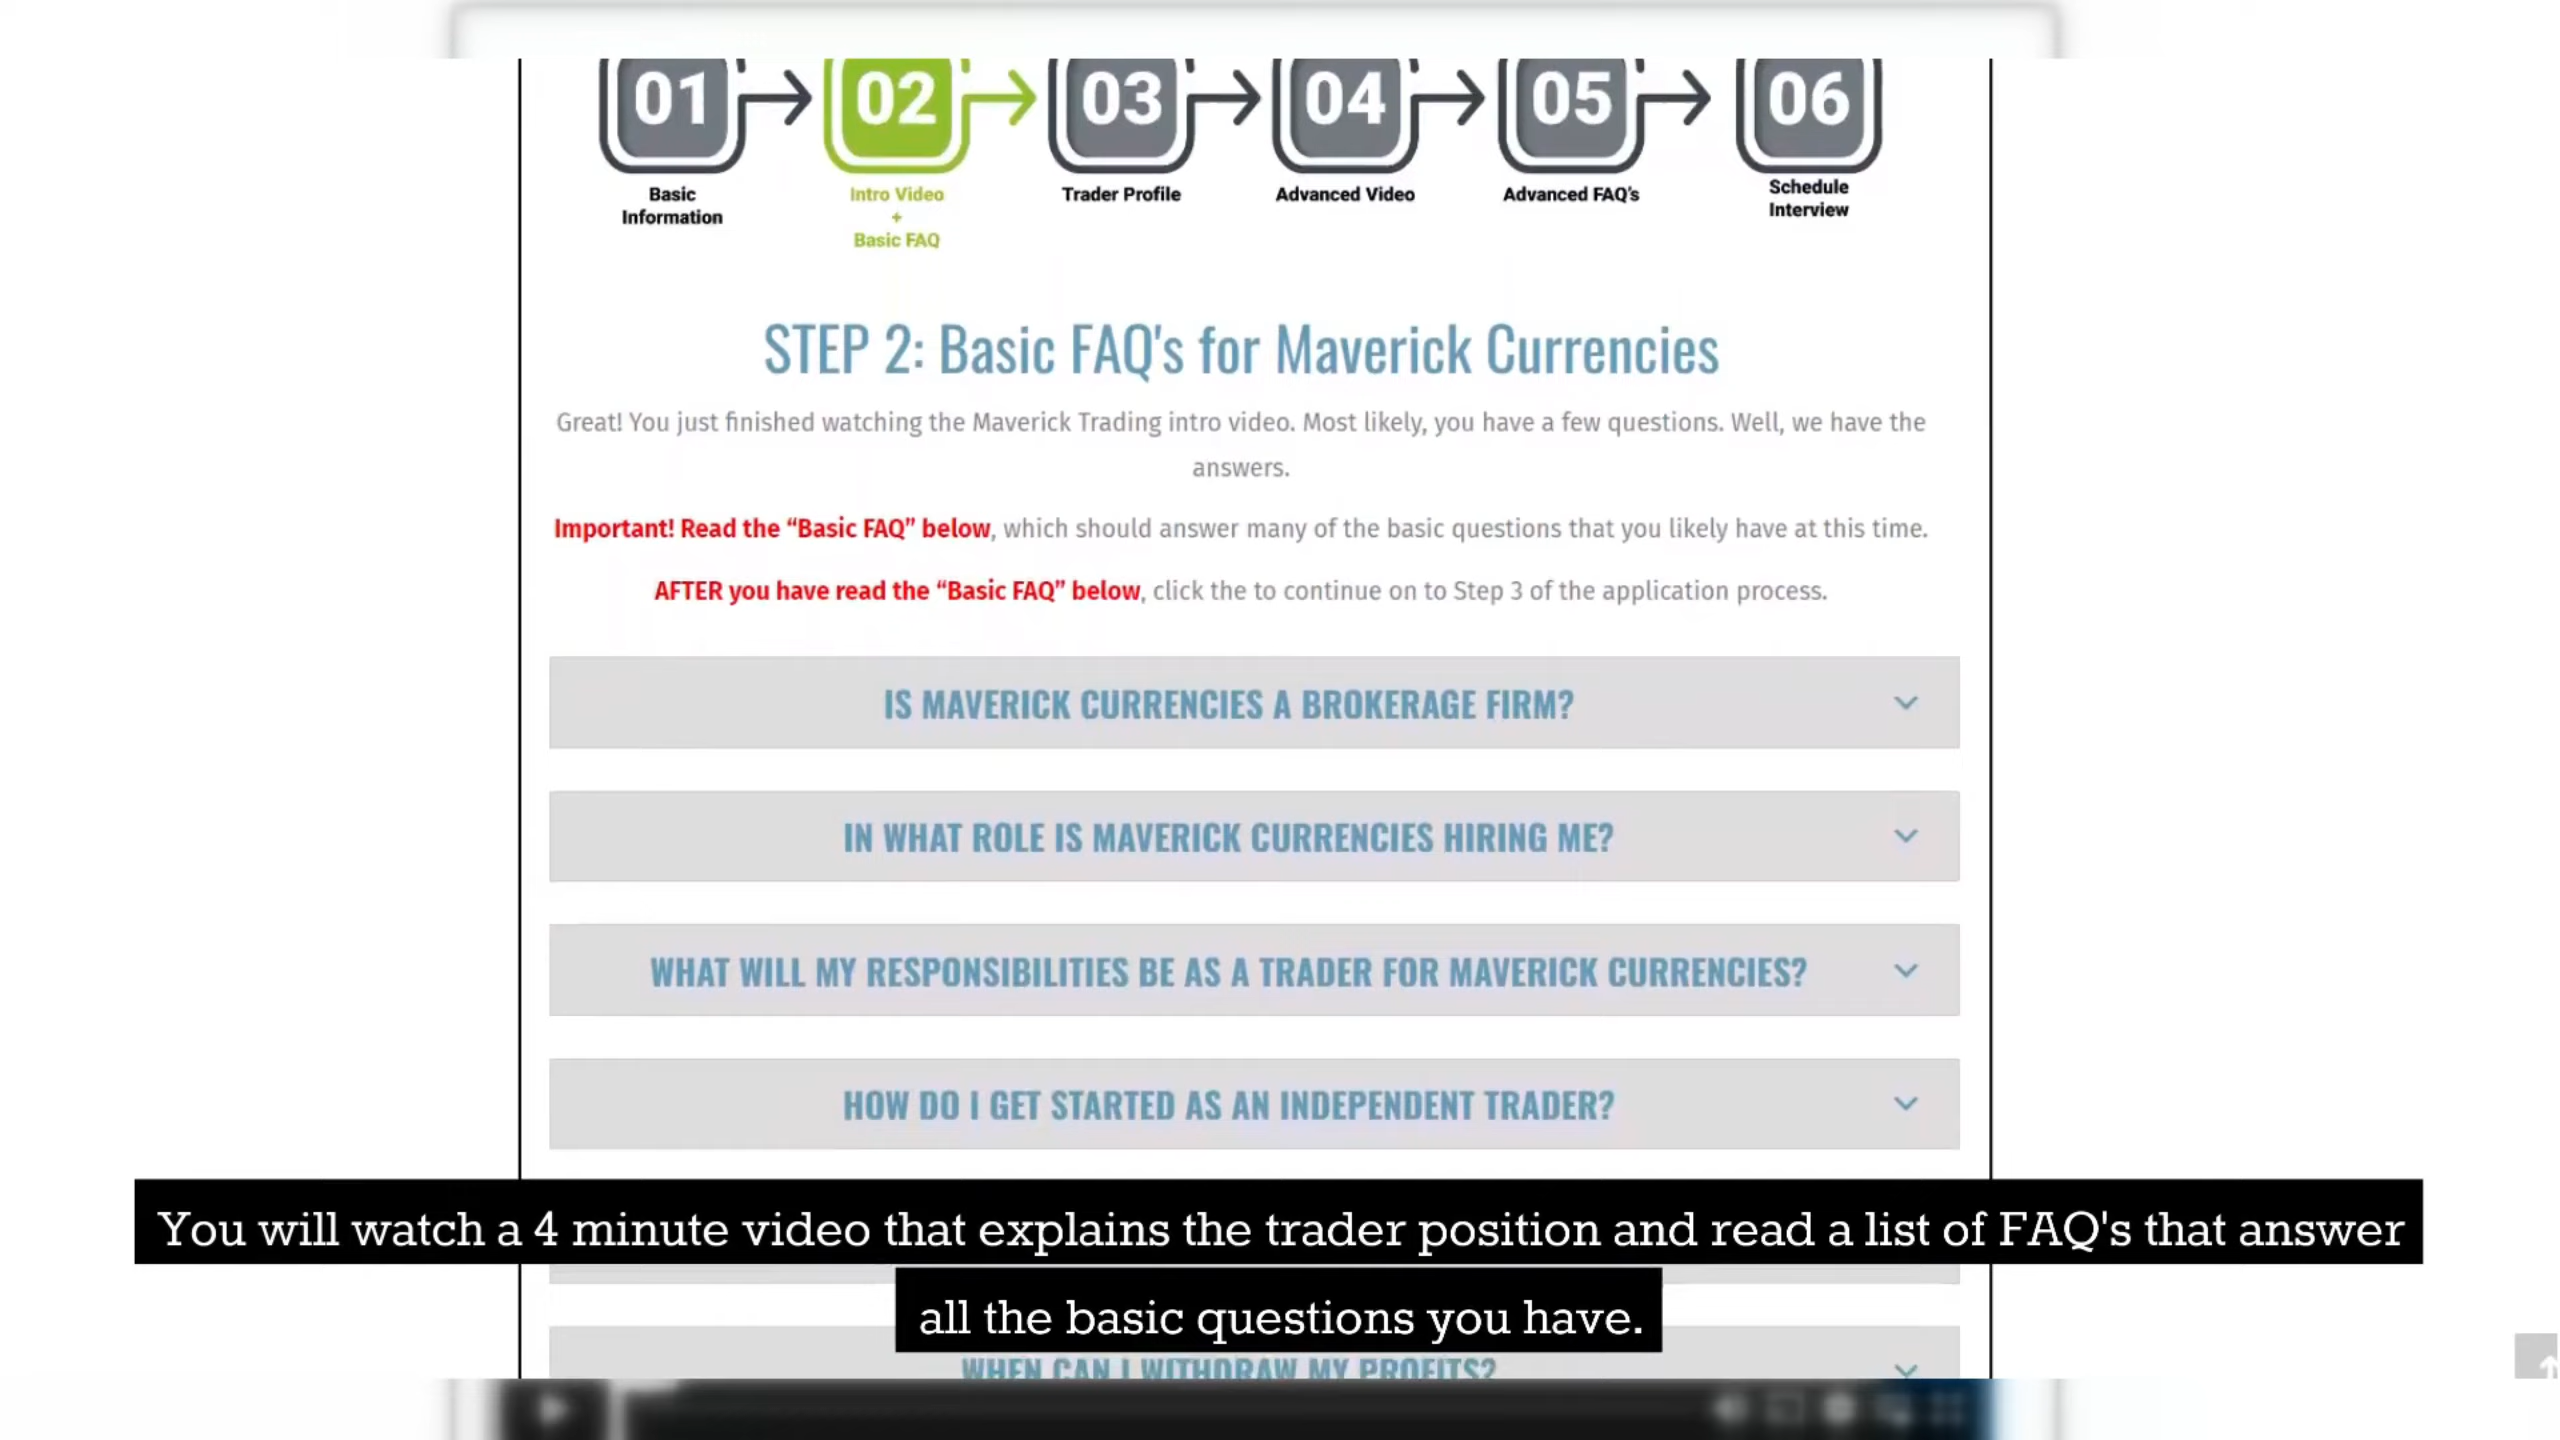 01
02
03
04
05
06
Basic
Information
Intro Video
+
Basic FAQ
Trader Profile
Advanced Video
Advanced FAQ's
Schedule
Interview
STEP 2: Basic FAQ's for Maverick Currencies
Great! You just finished watching the Maverick Trading intro video. Most likely, you have a few questions. Well, we have the
answers.
Important! Read the “Basic FAQ” below, which should answer many of the basic questions that you likely have at this time.
AFTER you have read the “Basic FAQ” below, click the to continue on to Step 3 of the application process.
IS MAVERICK CURRENCIES A BROKERAGE FIRM?
IN WHAT ROLE IS MAVERICK CURRENCIES HIRING ME?
WHAT WILL MY RESPONSIBILITIES BE AS A TRADER FOR MAVERICK CURRENCIES?
HOW DO I GET STARTED AS AN INDEPENDENT TRADER?
You will watch a 4 minute video that explains the trader position and read a list of FAQ's that answer
all the basic questions you have.
WHEN CAN I WITHDRAW MY PROFITS?